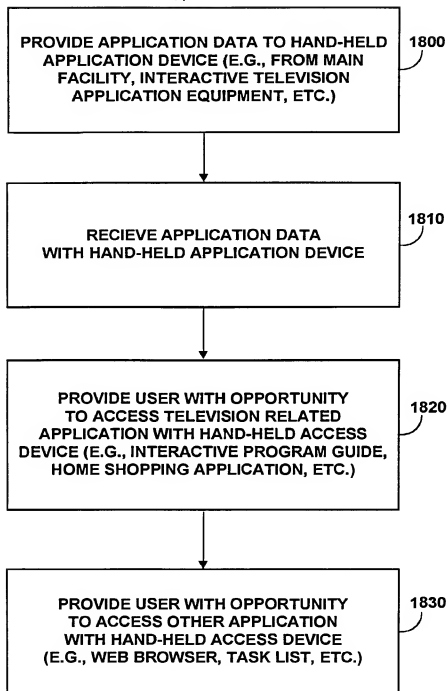 PROVIDE APPLICATION DATA TO HAND-HELD
APPLICATION DEVICE (E.G., FROM MAIN
FACILITY, INTERACTIVE TELEVISION
APPLICATION EQUIPMENT, ETC.)
1800
RECIEVE APPLICATION DATA
WITH HAND-HELD APPLICATION DEVICE
1810
PROVIDE USER WITH OPPORTUNITY
TO ACCESS TELEVISION RELATED
APPLICATION WITH HAND-HELD ACCESS
DEVICE (E.G., INTERACTIVE PROGRAM GUIDE,
HOME SHOPPING APPLICATION, ETC.)
1820
PROVIDE USER WITH OPPORTUNITY
TO ACCESS OTHER APPLICATION
WITH HAND-HELD ACCESS DEVICE
(E.G., WEB BROWSER, TASK LIST, ETC.)
1830